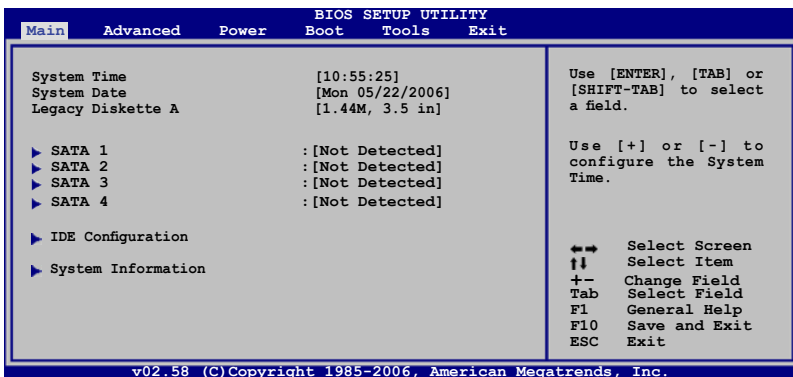 BIOS SETUP UTILITY
Main Advanced Power Boot Tools Exit
System Time [10:55:25]
System Date [Mon 05/22/2006]
Legacy Diskette A [1.44M, 3.5 in]
SATA 1 :[Not Detected]
SATA 2 :[Not Detected]
SATA 3 :[Not Detected]
SATA 4 :[Not Detected]
IDE Configuration
System Information
Use [ENTER], [TAB] or
[SHIFT-TAB] to select
a field.
Use [+] or [-] to
configure the System
Time.
←→ Select Screen
↑↓ Select Item
+- Change Field
Tab Select Field
F1 General Help
F10 Save and Exit
ESC Exit
v02.58 (C)Copyright 1985-2006, American Megatrends, Inc.